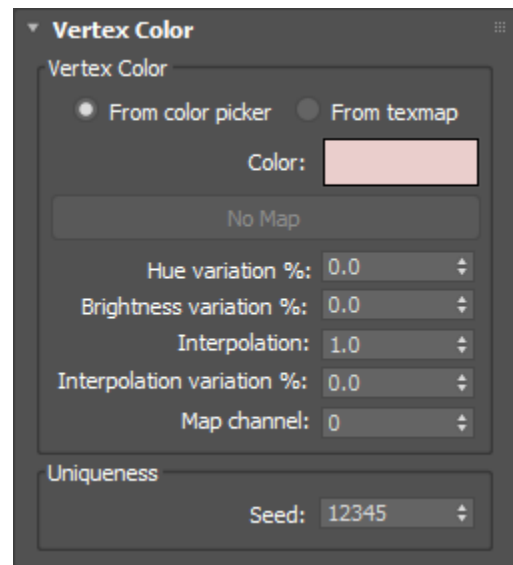 Vertex Color
Vertex Color
From color picker From texmap
Color:
No Map
Hue variation %: 0.0
Brightness variation %: 0.0
Interpolation: 1.0
Interpolation variation %: 0.0
Map channel: 0
Uniqueness
Seed: 12345